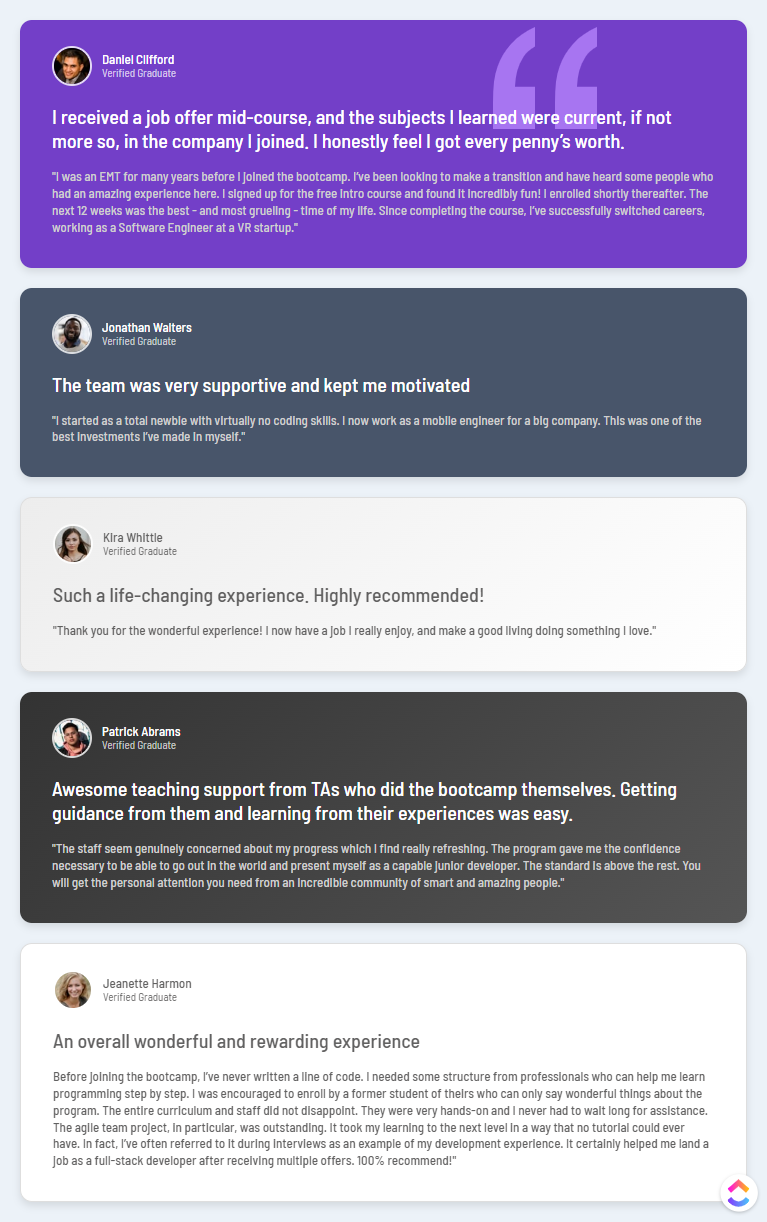 Daniel Clifford
Verified Graduate
I received a job offer mid-course, and the subjects I learned were current, if not
more so, in the company I joined. I honestly feel I got every penny’s worth.
"I was an EMT for many years before I joined the bootcamp. I’ve been looking to make a transition and have heard some people who
had an amazing experience here. I signed up for the free intro course and found it incredibly fun! I enrolled shortly thereafter. The
next 12 weeks was the best - and most grueling - time of my life. Since completing the course, I’ve successfully switched careers,
working as a Software Engineer at a VR startup."
Jonathan Walters
Verified Graduate
The team was very supportive and kept me motivated
"I started as a total newbie with virtually no coding skills. I now work as a mobile engineer for a big company. This was one of the
best investments I’ve made in myself."
Kira Whittle
Verified Graduate
Such a life-changing experience. Highly recommended!
"Thank you for the wonderful experience! I now have a job I really enjoy, and make a good living doing something I love."
Patrick Abrams
Verified Graduate
Awesome teaching support from TAs who did the bootcamp themselves. Getting
guidance from them and learning from their experiences was easy.
"The staff seem genuinely concerned about my progress which I find really refreshing. The program gave me the confidence
necessary to be able to go out in the world and present myself as a capable junior developer. The standard is above the rest. You
will get the personal attention you need from an incredible community of smart and amazing people."
Jeanette Harmon
Verified Graduate
An overall wonderful and rewarding experience
Before joining the bootcamp, I’ve never written a line of code. I needed some structure from professionals who can help me learn
programming step by step. I was encouraged to enroll by a former student of theirs who can only say wonderful things about the
program. The entire curriculum and staff did not disappoint. They were very hands-on and I never had to wait long for assistance.
The agile team project, in particular, was outstanding. It took my learning to the next level in a way that no tutorial could ever
have. In fact, I’ve often referred to it during interviews as an example of my development experience. It certainly helped me land a
job as a full-stack developer after receiving multiple offers. 100% recommend!"